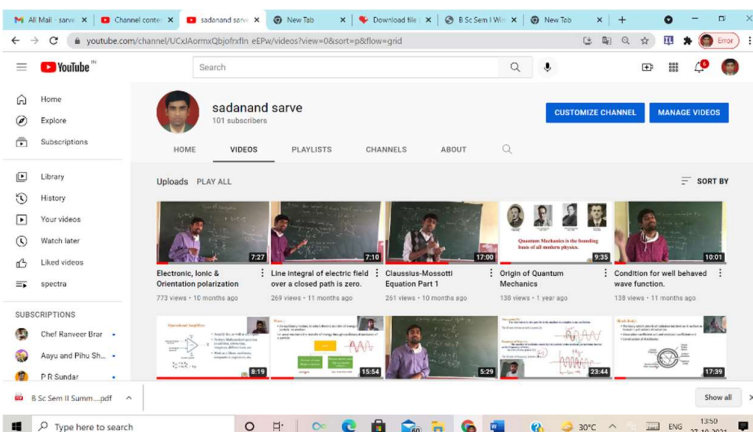 All Mail - sarve
Channel conten
sadanand sarv
New Tab
Download file
B Sc Sem I Wi
New Tab
youtube.com/channel/UCxJAormxQbjofrxfIn_eEPw/videos?view=0&sort=p&flow=grid
Error
YouTube IN
Search
Home
Explore
Subscriptions
Library
History
Your videos
Watch later
Liked videos
spectra
SUBSCRIPTIONS
Chef Ranveer Brar
Aayu and Pihu Sh...
P R Sundar
sadanand sarve
101 subscribers
CUSTOMIZE CHANNEL
MANAGE VIDEOS
HOME VIDEOS PLAYLISTS CHANNELS ABOUT
Uploads PLAY ALL
SORT BY
7:27
Electronic, Ionic &
Orientation polarization
773 views • 10 months ago
7:10
Line Integral of electric field
over a closed path is zero.
269 views • 11 months ago
17:00
Claussius-Mossotti
Equation Part 1
261 views • 10 months ago
Quantum Mechanics is the founding
basis of all modern physics.
9:35
Origin of Quantum
Mechanics
138 views • 1 year ago
10:01
Condition for well behaved
wave function.
138 views • 11 months ago
8:19
15:54
5:29
23:44
17:39
B Sc Sem II Summ....pdf
Show all
Type here to search
60
30°C
ENG
13:50
27-10-2021